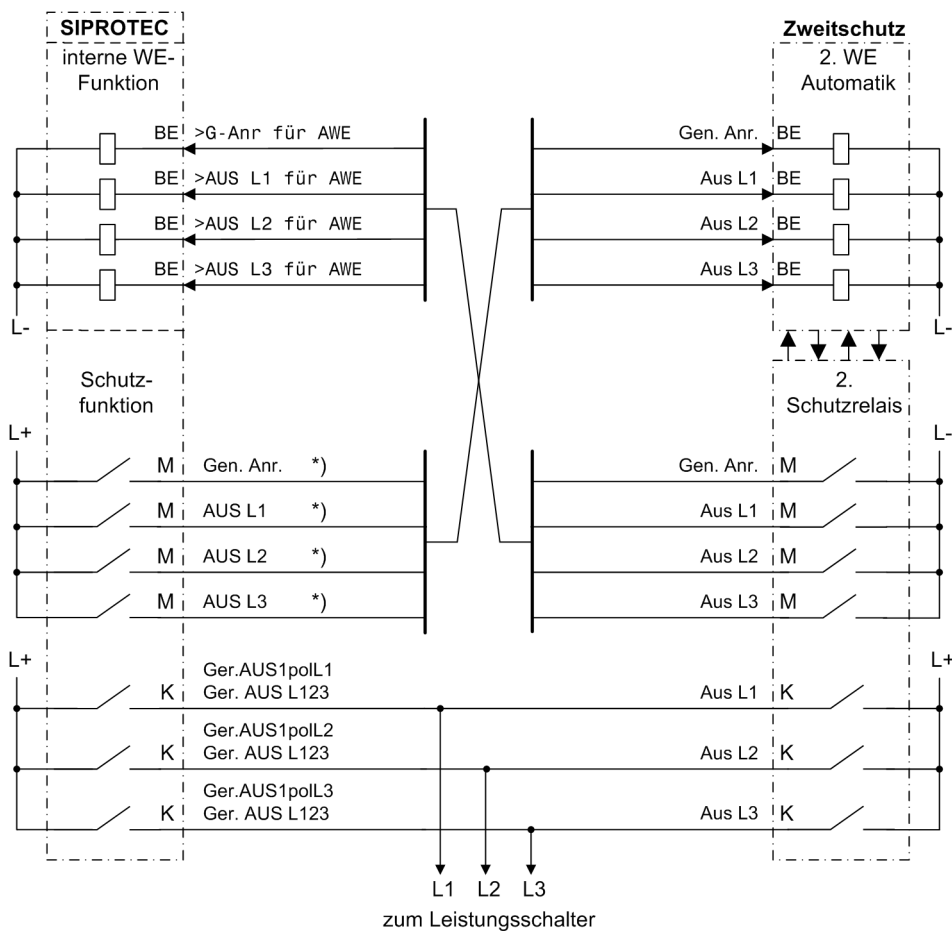 SIPROTEC
Zweitschutz
interne WE-
Funktion
2. WE
Automatik
BE >G-Anr für AWE
Gen. Anr. BE
BE >AUS L1 für AWE
Aus L1 BE
BE >AUS L2 für AWE
Aus L2 BE
BE >AUS L3 für AWE
Aus L3 BE
L-
L-
Schutz-
funktion
2.
Schutzrelais
L+
L-
M Gen. Anr. *)
Gen. Anr. M
M AUS L1 *)
Aus L1 M
M AUS L2 *)
Aus L2 M
M AUS L3 *)
Aus L3 M
L+
L+
Ger.AUS1polL1
K Ger. AUS L123
Aus L1 K
Ger.AUS1polL2
K Ger. AUS L123
Aus L2 K
Ger.AUS1polL3
K Ger. AUS L123
Aus L3 K
L1 L2 L3
zum Leistungsschalter